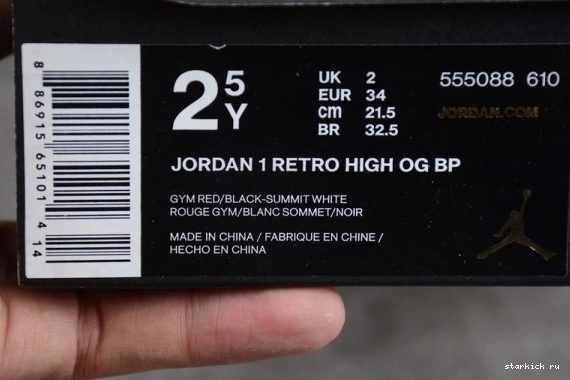 8 86915 65101 4 14
2 5Y
UK 2
EUR 34
cm 21.5
BR 32.5
555088 610
JORDAN.COM
JORDAN 1 RETRO HIGH OG BP
GYM RED/BLACK-SUMMIT WHITE
ROUGE GYM/BLANC SOMMET/NOIR
MADE IN CHINA / FABRIQUE EN CHINE /
HECHO EN CHINA
starkick ru